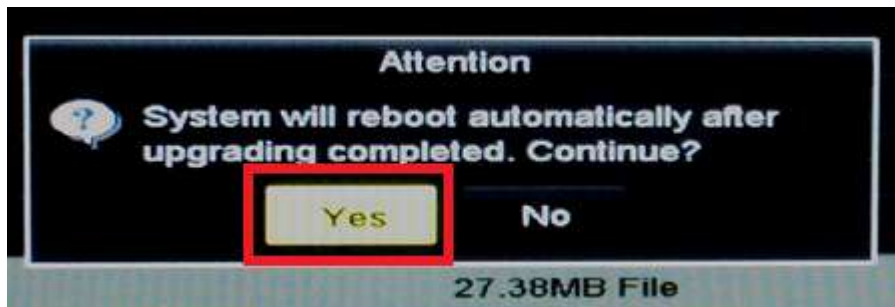 Attention
?
System will reboot automatically after
upgrading completed. Continue?
Yes No
27.38MB File